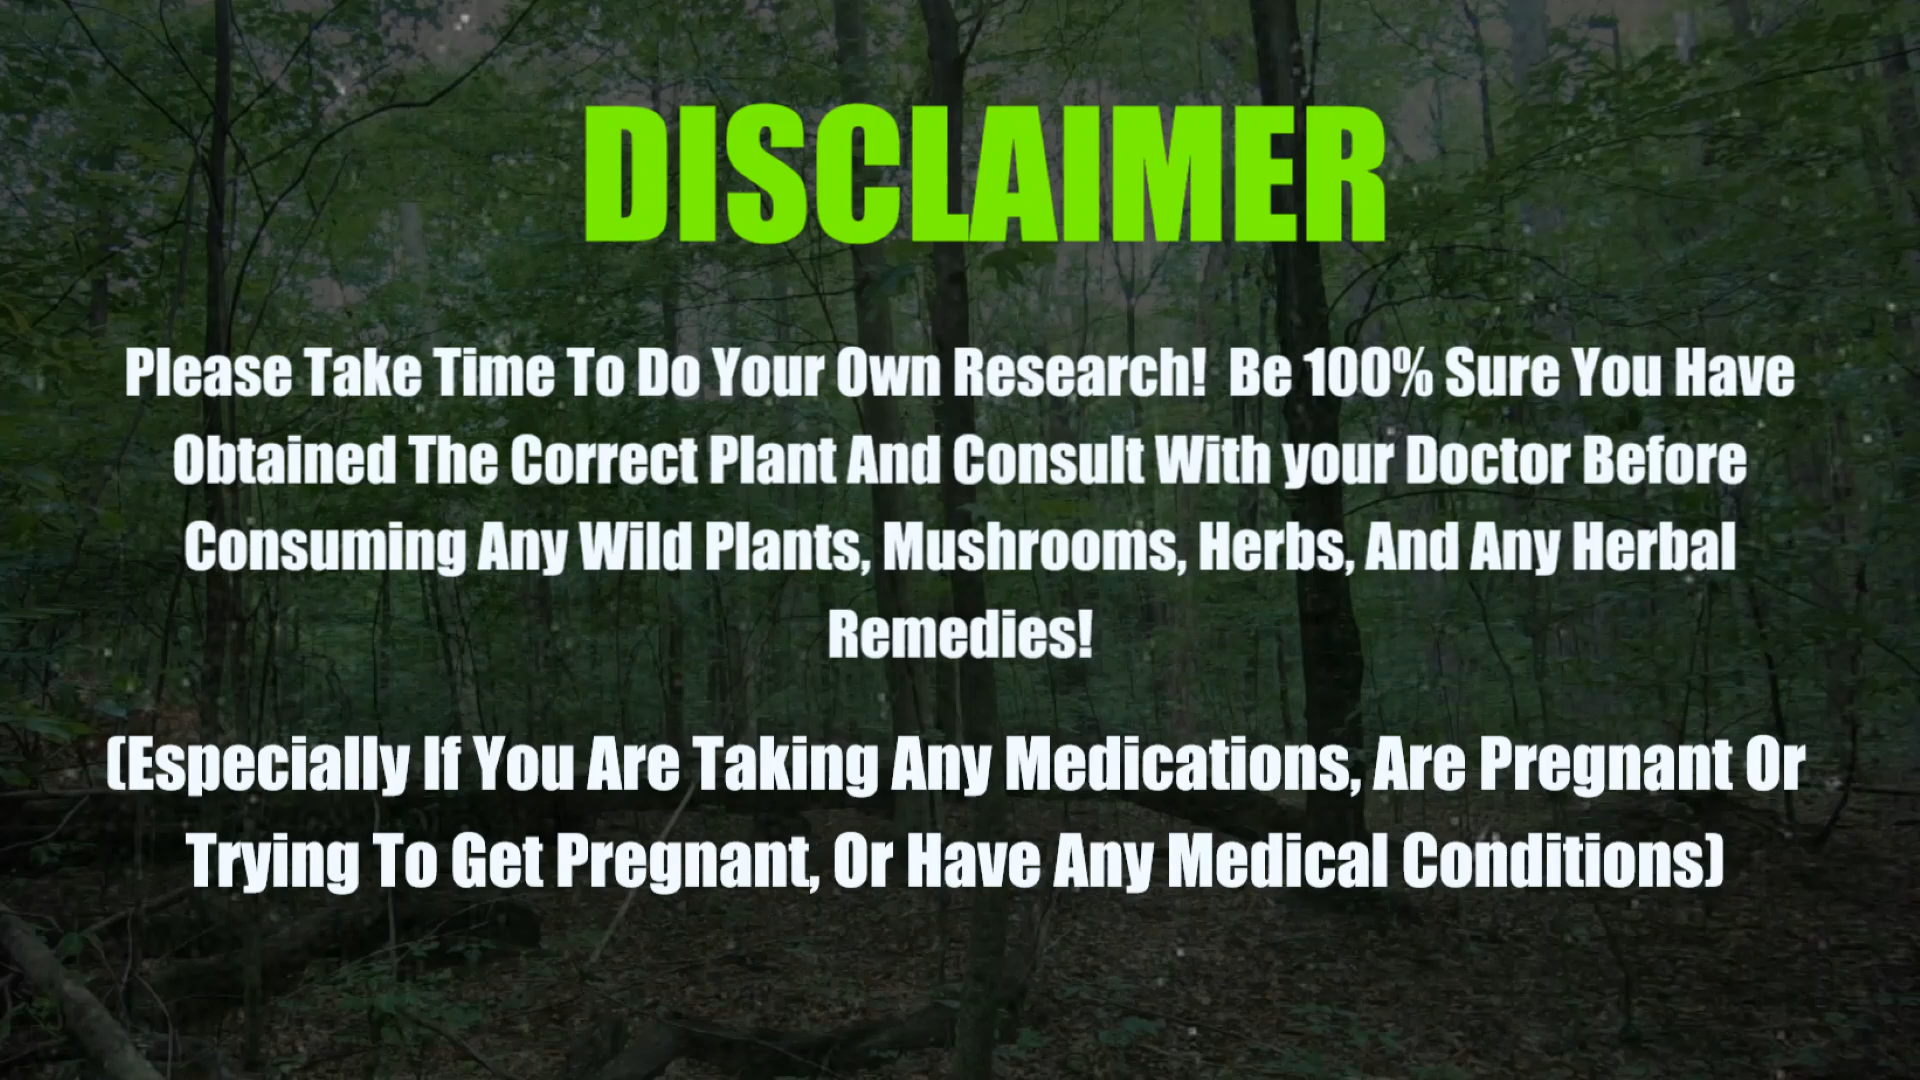 DISCLAIMER
Please Take Time To Do Your Own Research!  Be 100% Sure You Have
Obtained The Correct Plant And Consult With your Doctor Before
Consuming Any Wild Plants, Mushrooms, Herbs, And Any Herbal
Remedies!
(Especially If You Are Taking Any Medications, Are Pregnant Or
Trying To Get Pregnant, Or Have Any Medical Conditions)